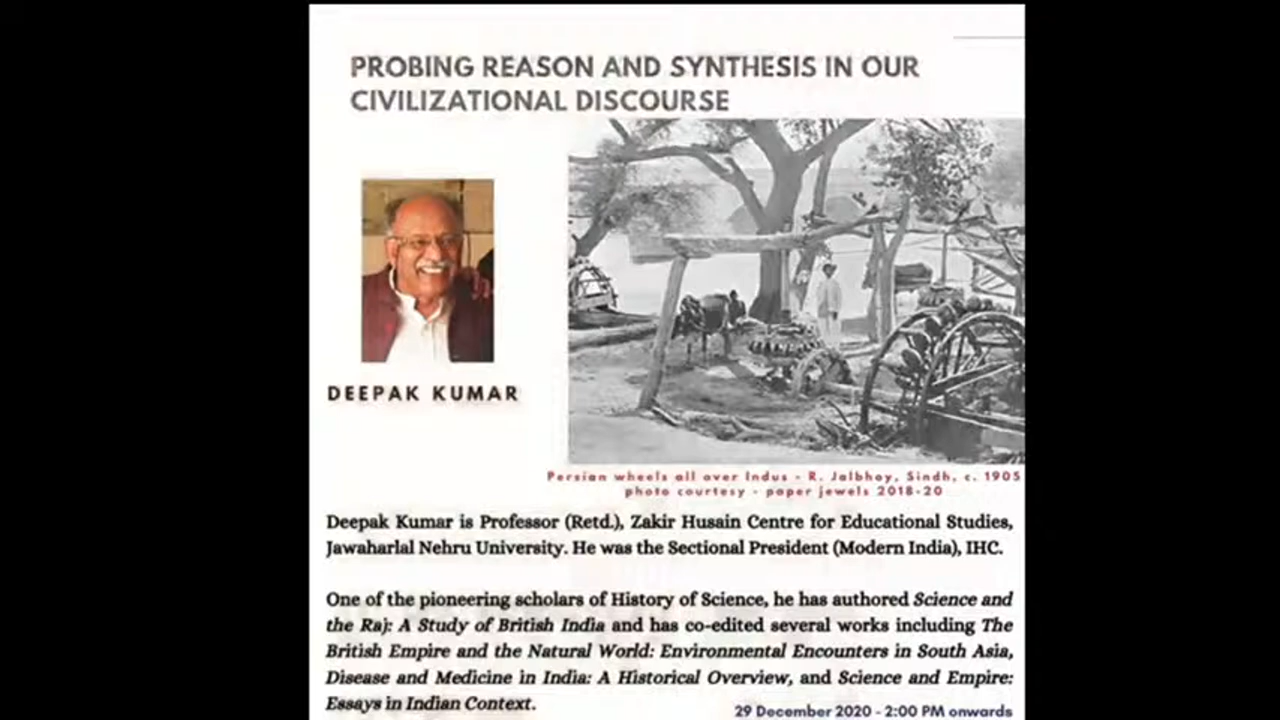 PROBING REASON AND SYNTHESIS IN OUR
CIVILIZATIONAL DISCOURSE
DEEPAK KUMAR
Persian wheels all over Indus - R. Jalbhoy, Sindh, c. 1905
photo courtesy - paper jewels 2018-20
Deepak Kumar is Professor (Retd.), Zakir Husain Centre for Educational Studies,
Jawaharlal Nehru University. He was the Sectional President (Modern India), IHC.
One of the pioneering scholars of History of Science, he has authored Science and
the Raj: A Study of British India and has co-edited several works including The
British Empire and the Natural World: Environmental Encounters in South Asia,
Disease and Medicine in India: A Historical Overview, and Science and Empire:
Essays in Indian Context.
29 December 2020 - 2:00 PM onwards